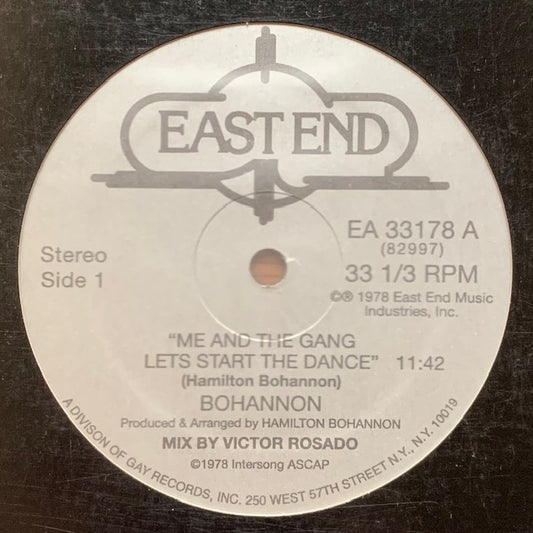 EAST END
EA 33178 A
(82997)
Stereo
Side 1
33 1/3 RPM
©℗ 1978 East End Music
Industries, Inc.
"ME AND THE GANG
LETS START THE DANCE" 11:42
(Hamilton Bohannon)
BOHANNON
Produced & Arranged by HAMILTON BOHANNON
MIX BY VICTOR ROSADO
©1978 Intersong ASCAP
A DIVISION OF GAY RECORDS, INC. 250 WEST 57TH STREET N.Y., N.Y. 10019